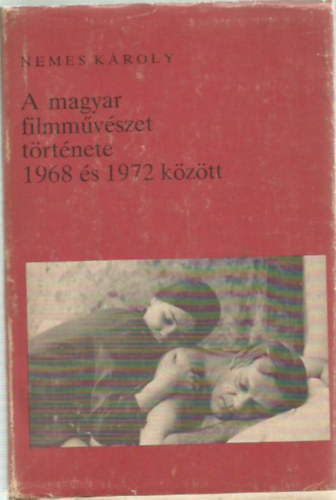 NEMES KÁROLY
A magyar
filmművészet
története
1968 és 1972 között